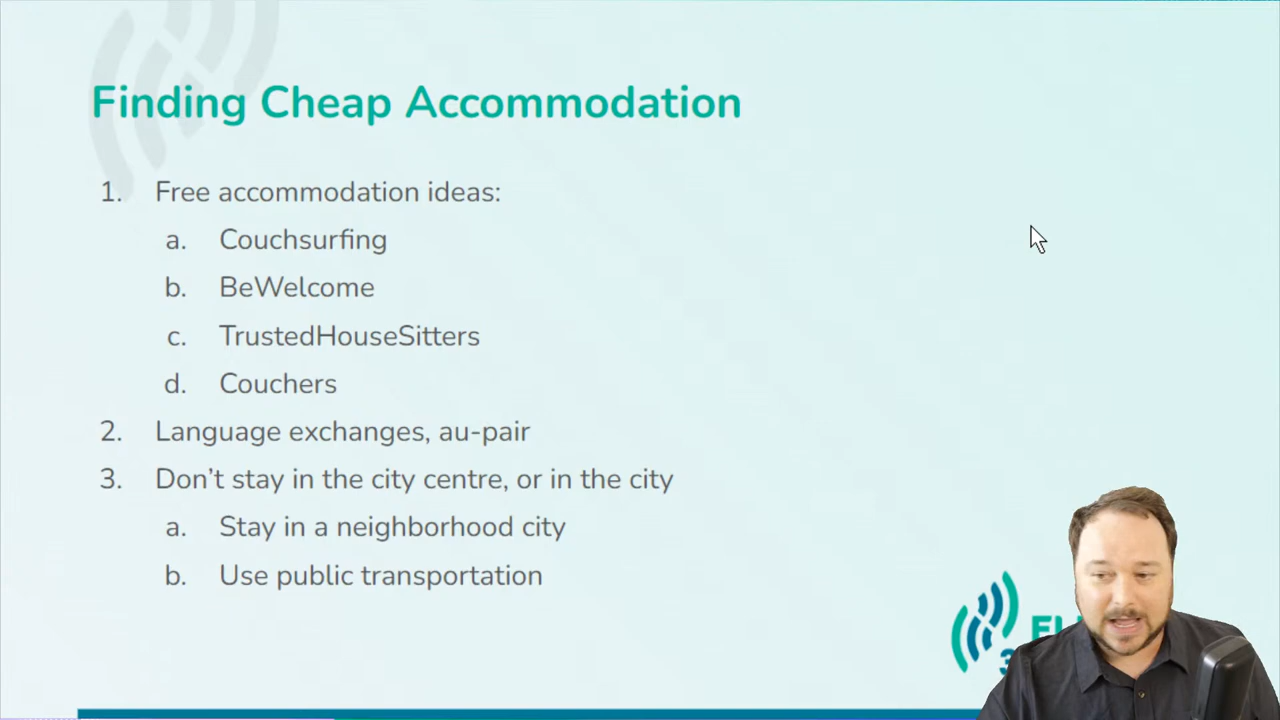 Finding Cheap Accommodation
1. Free accommodation ideas:
a. Couchsurfing
b. BeWelcome
c. TrustedHouseSitters
d. Couchers
2. Language exchanges, au-pair
3. Don't stay in the city centre, or in the city
a. Stay in a neighborhood city
b. Use public transportation